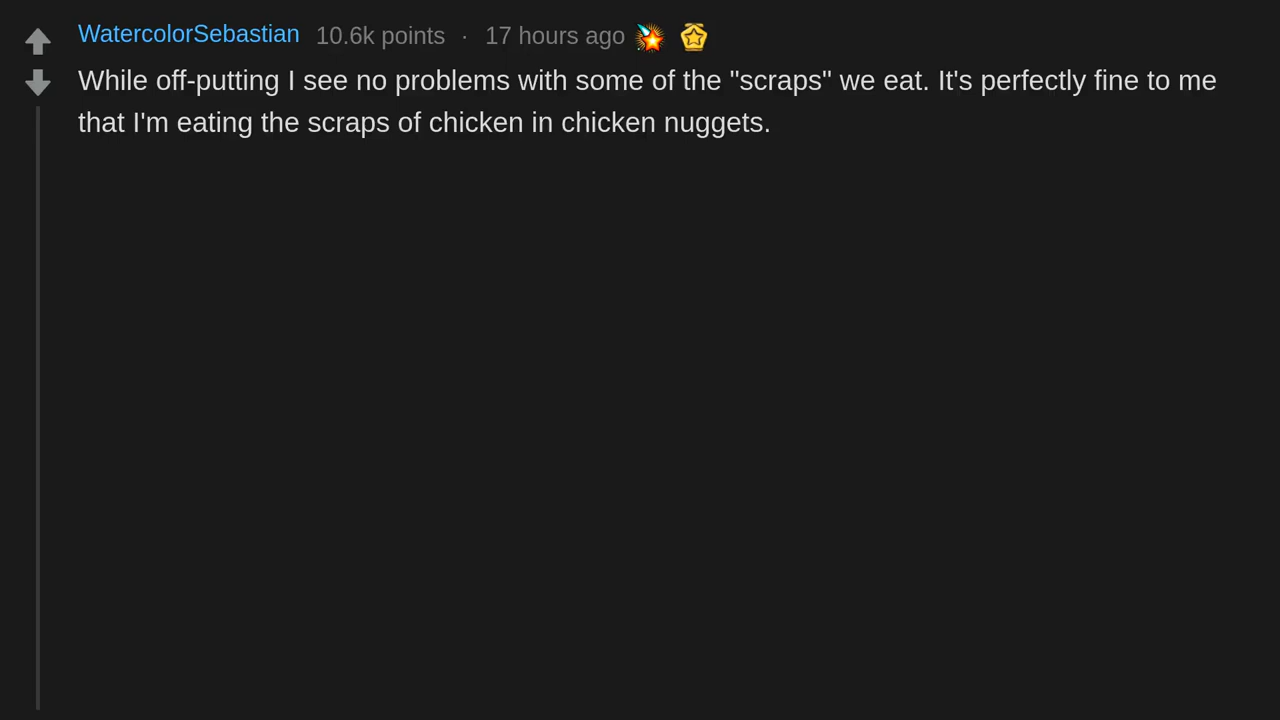 WatercolorSebastian 10.6k points · 17 hours ago
While off-putting I see no problems with some of the "scraps" we eat. It's perfectly fine to me
that I'm eating the scraps of chicken in chicken nuggets.